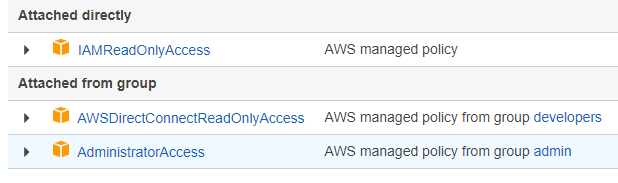 Attached directly
IAMReadOnlyAccess AWS managed policy
Attached from group
AWSDirectConnectReadOnlyAccess AWS managed policy from group developers
AdministratorAccess AWS managed policy from group admin